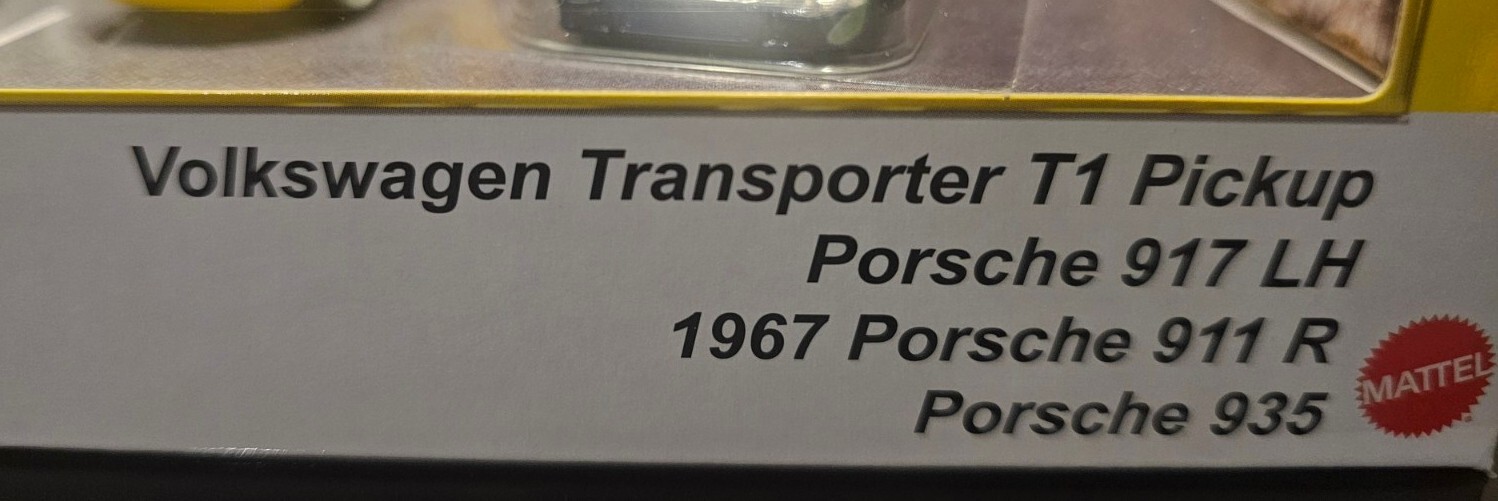 Volkswagen Transporter T1 Pickup
Porsche 917 LH
1967 Porsche 911 R
Porsche 935
MATTEL